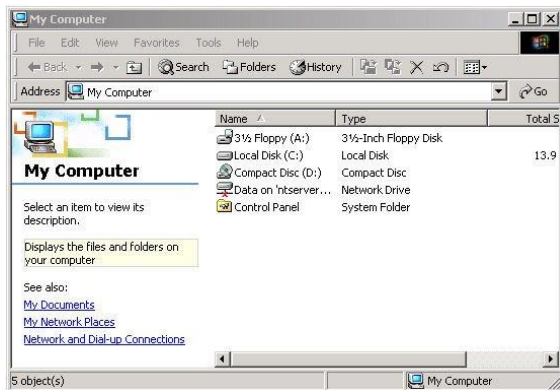 My Computer
File Edit View Favorites Tools Help
Back Search Folders History
Address My Computer Go
Name Type Total S
3½ Floppy (A:) 3½-Inch Floppy Disk
Local Disk (C:) Local Disk 13.9
Compact Disc (D:) Compact Disc
Data on 'ntserver... Network Drive
Control Panel System Folder
My Computer
Select an item to view its
description.
Displays the files and folders on
your computer
See also:
My Documents
My Network Places
Network and Dial-up Connections
5 object(s) My Computer